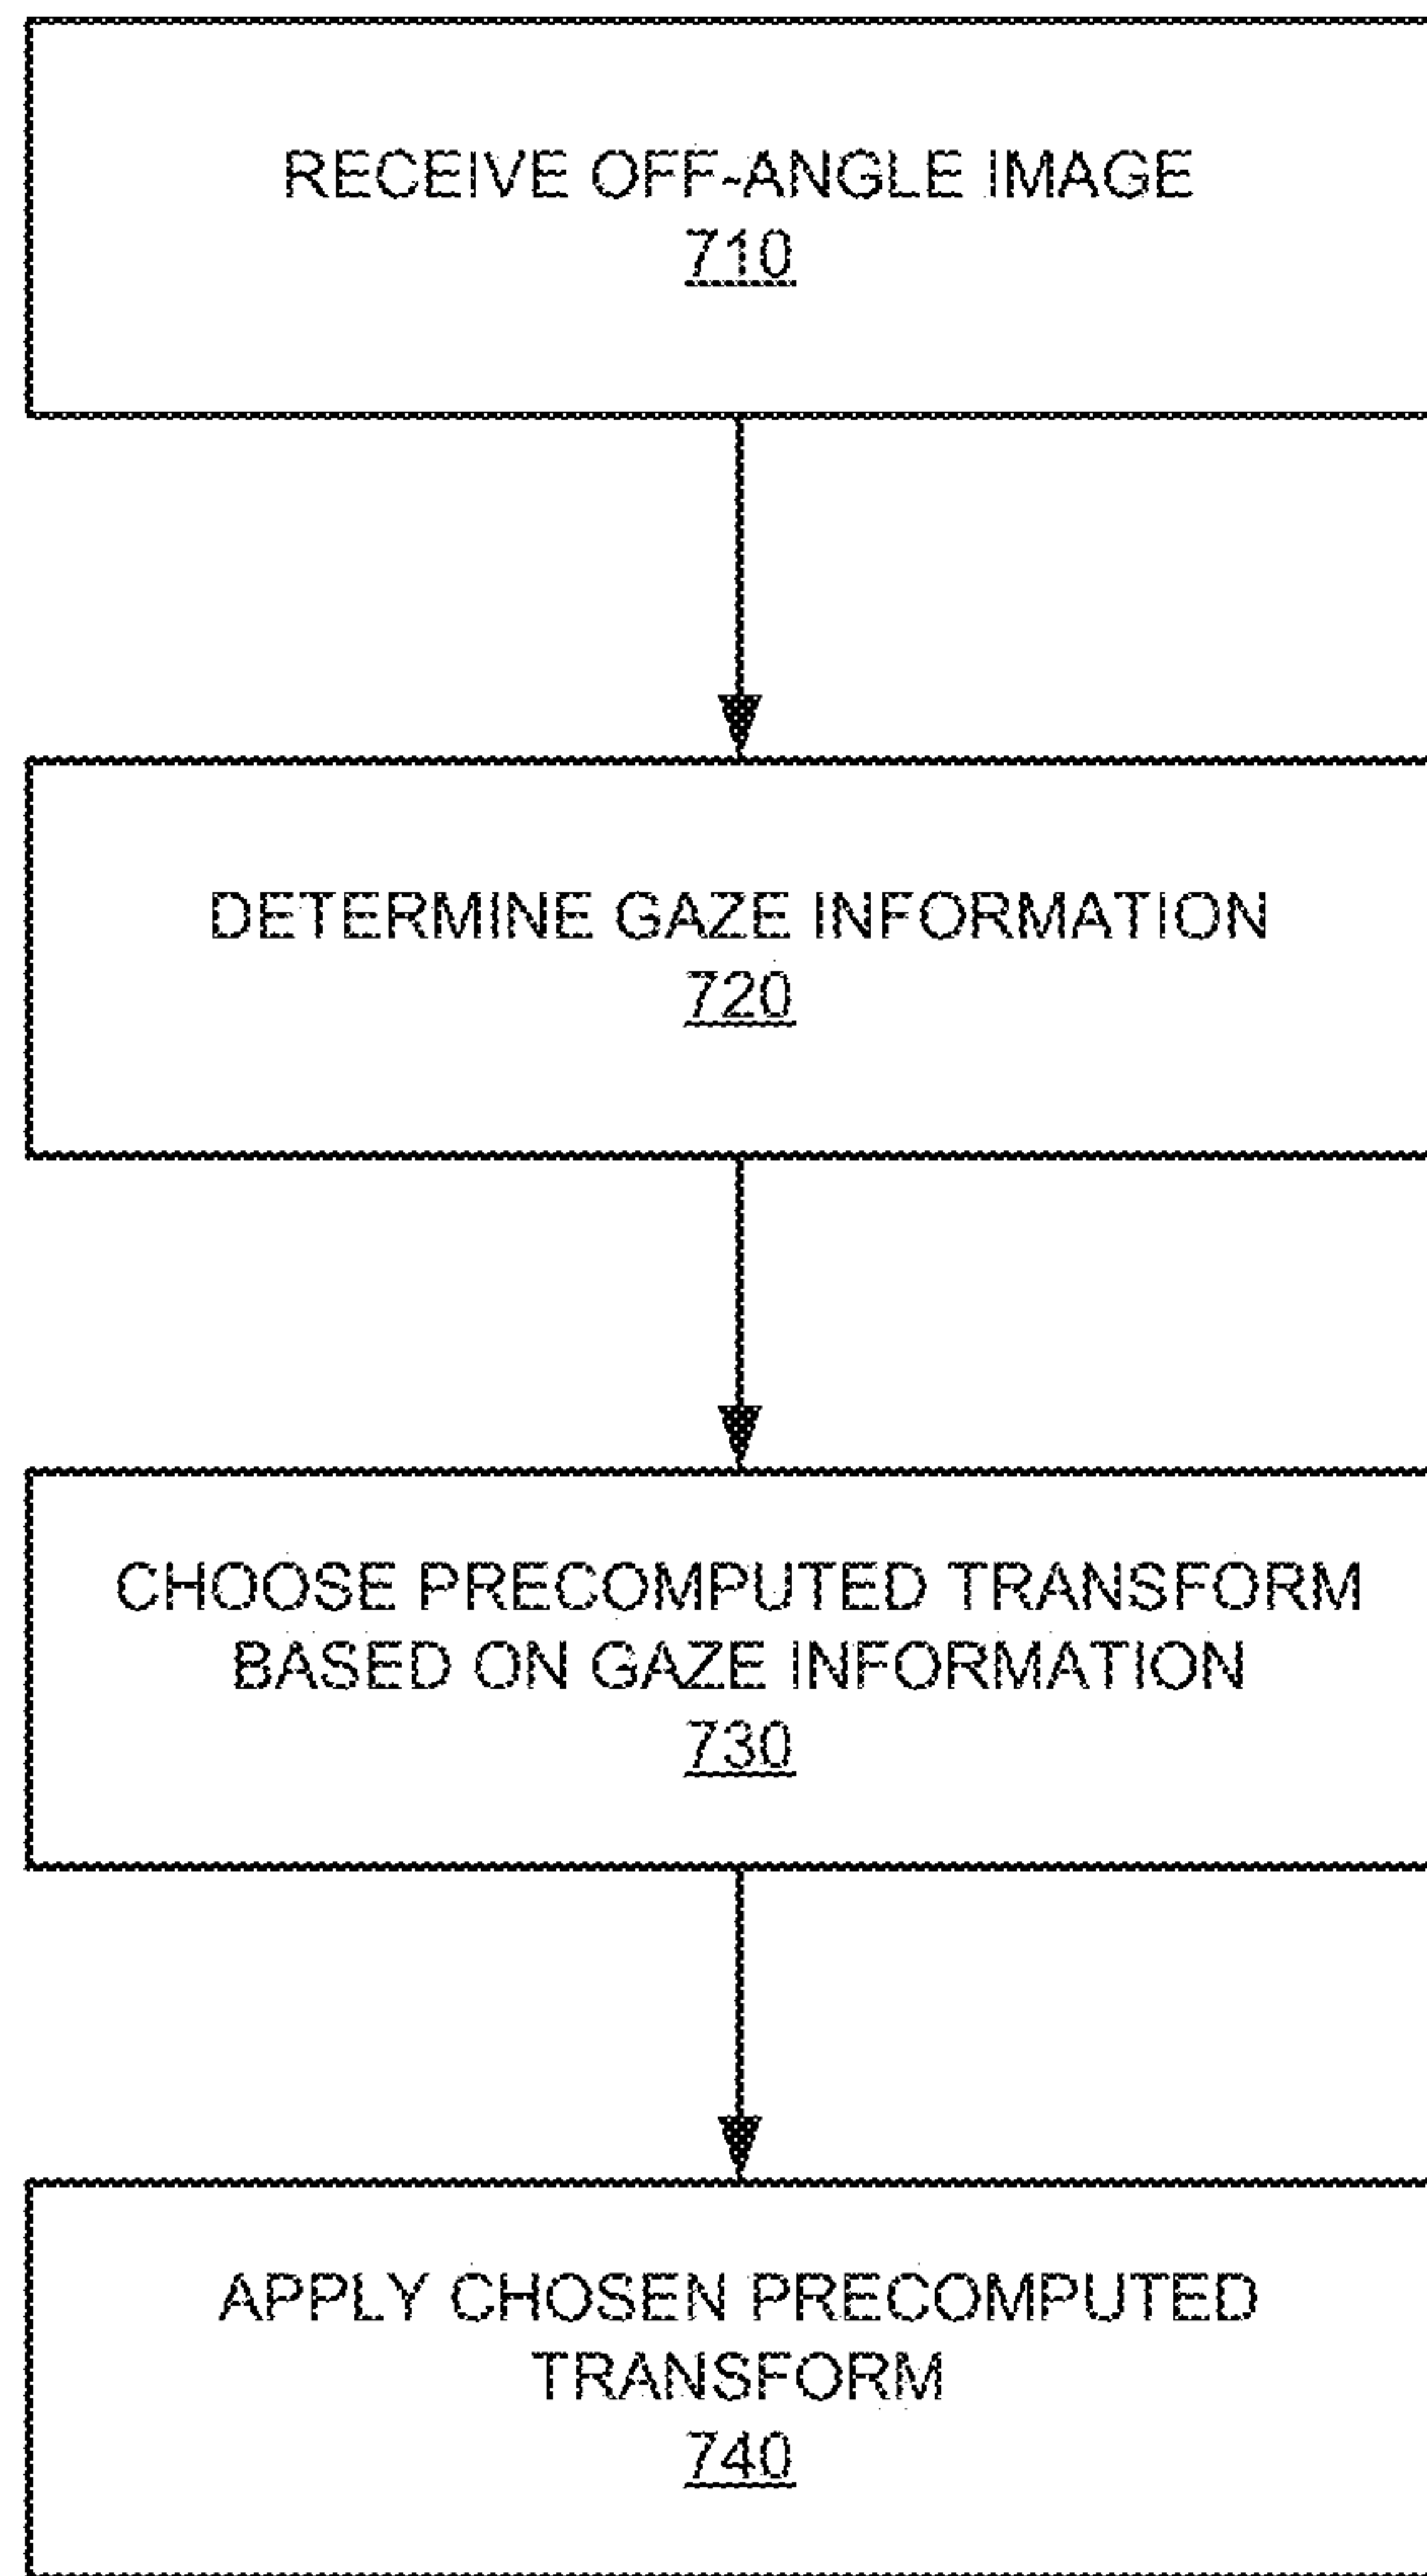 RECEIVE OFF-ANGLE IMAGE
710
DETERMINE GAZE INFORMATION
720
CHOOSE PRECOMPUTED TRANSFORM
BASED ON GAZE INFORMATION
730
APPLY CHOSEN PRECOMPUTED
TRANSFORM
740